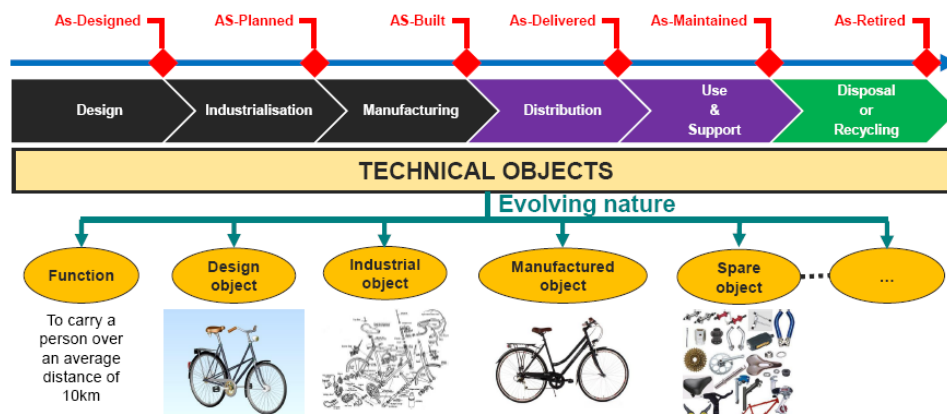 As-Designed
AS-Planned
AS-Built
As-Delivered
As-Maintained
As-Retired
Design
Industrialisation
Manufacturing
Distribution
Use
&
Support
Disposal
or
Recycling
TECHNICAL OBJECTS
Evolving nature
Function
Design
object
Industrial
object
Manufactured
object
Spare
object
...
To carry a
person over
an average
distance of
10km